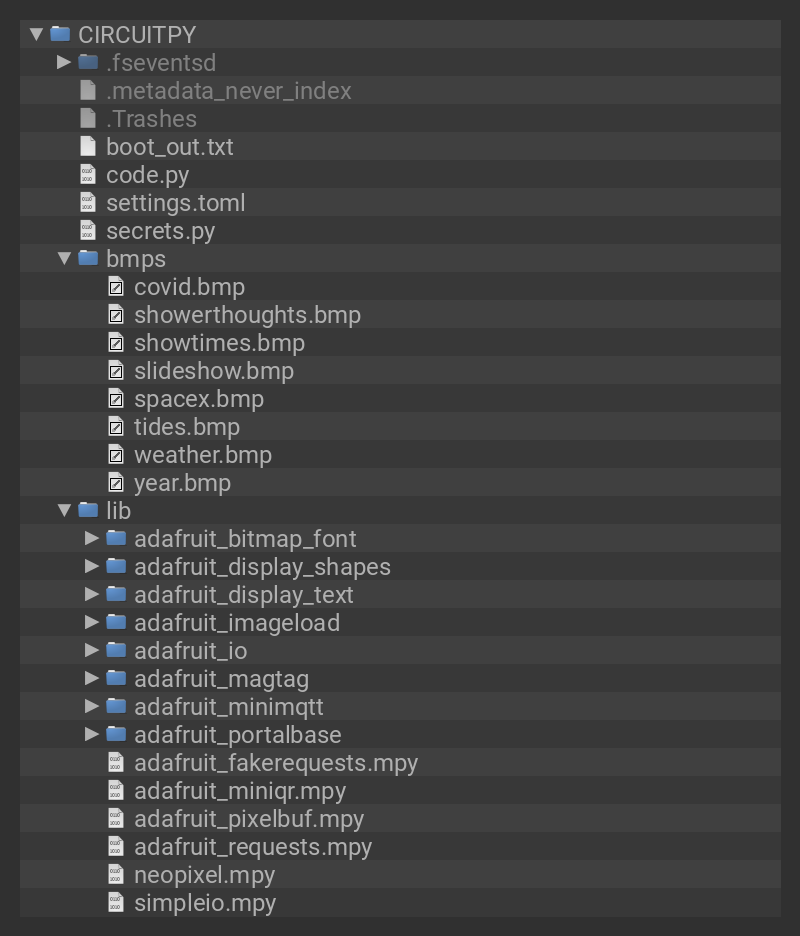 CIRCUITPY
.fseventsd
.metadata_never_index
.Trashes
boot_out.txt
code.py
settings.toml
secrets.py
bmps
covid.bmp
showerthoughts.bmp
showtimes.bmp
slideshow.bmp
spacex.bmp
tides.bmp
weather.bmp
year.bmp
lib
adafruit_bitmap_font
adafruit_display_shapes
adafruit_display_text
adafruit_imageload
adafruit_io
adafruit_magtag
adafruit_minimqtt
adafruit_portalbase
adafruit_fakerequests.mpy
adafruit_miniqr.mpy
adafruit_pixelbuf.mpy
adafruit_requests.mpy
neopixel.mpy
simpleio.mpy